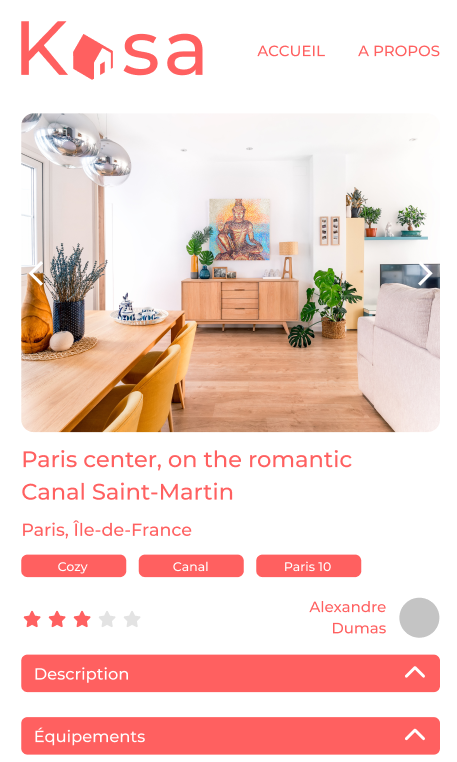 Kasa
ACCUEIL
A PROPOS
Paris center, on the romantic
Canal Saint-Martin
Paris, Île-de-France
Cozy
Canal
Paris 10
Alexandre
Dumas
Description
Équipements